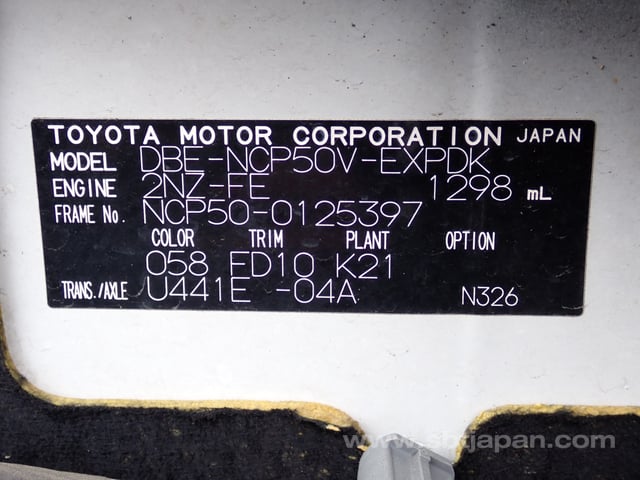 TOYOTA MOTOR CORPORATION JAPAN
MODEL DBE-NCP50V-EXPDK
ENGINE 2NZ-FE 1298 mL
FRAME No. NCP50-0125397
COLOR TRIM PLANT OPTION
058 FD10 K21
TRANS./AXLE U441E -04A N326
www.sbtjapan.com